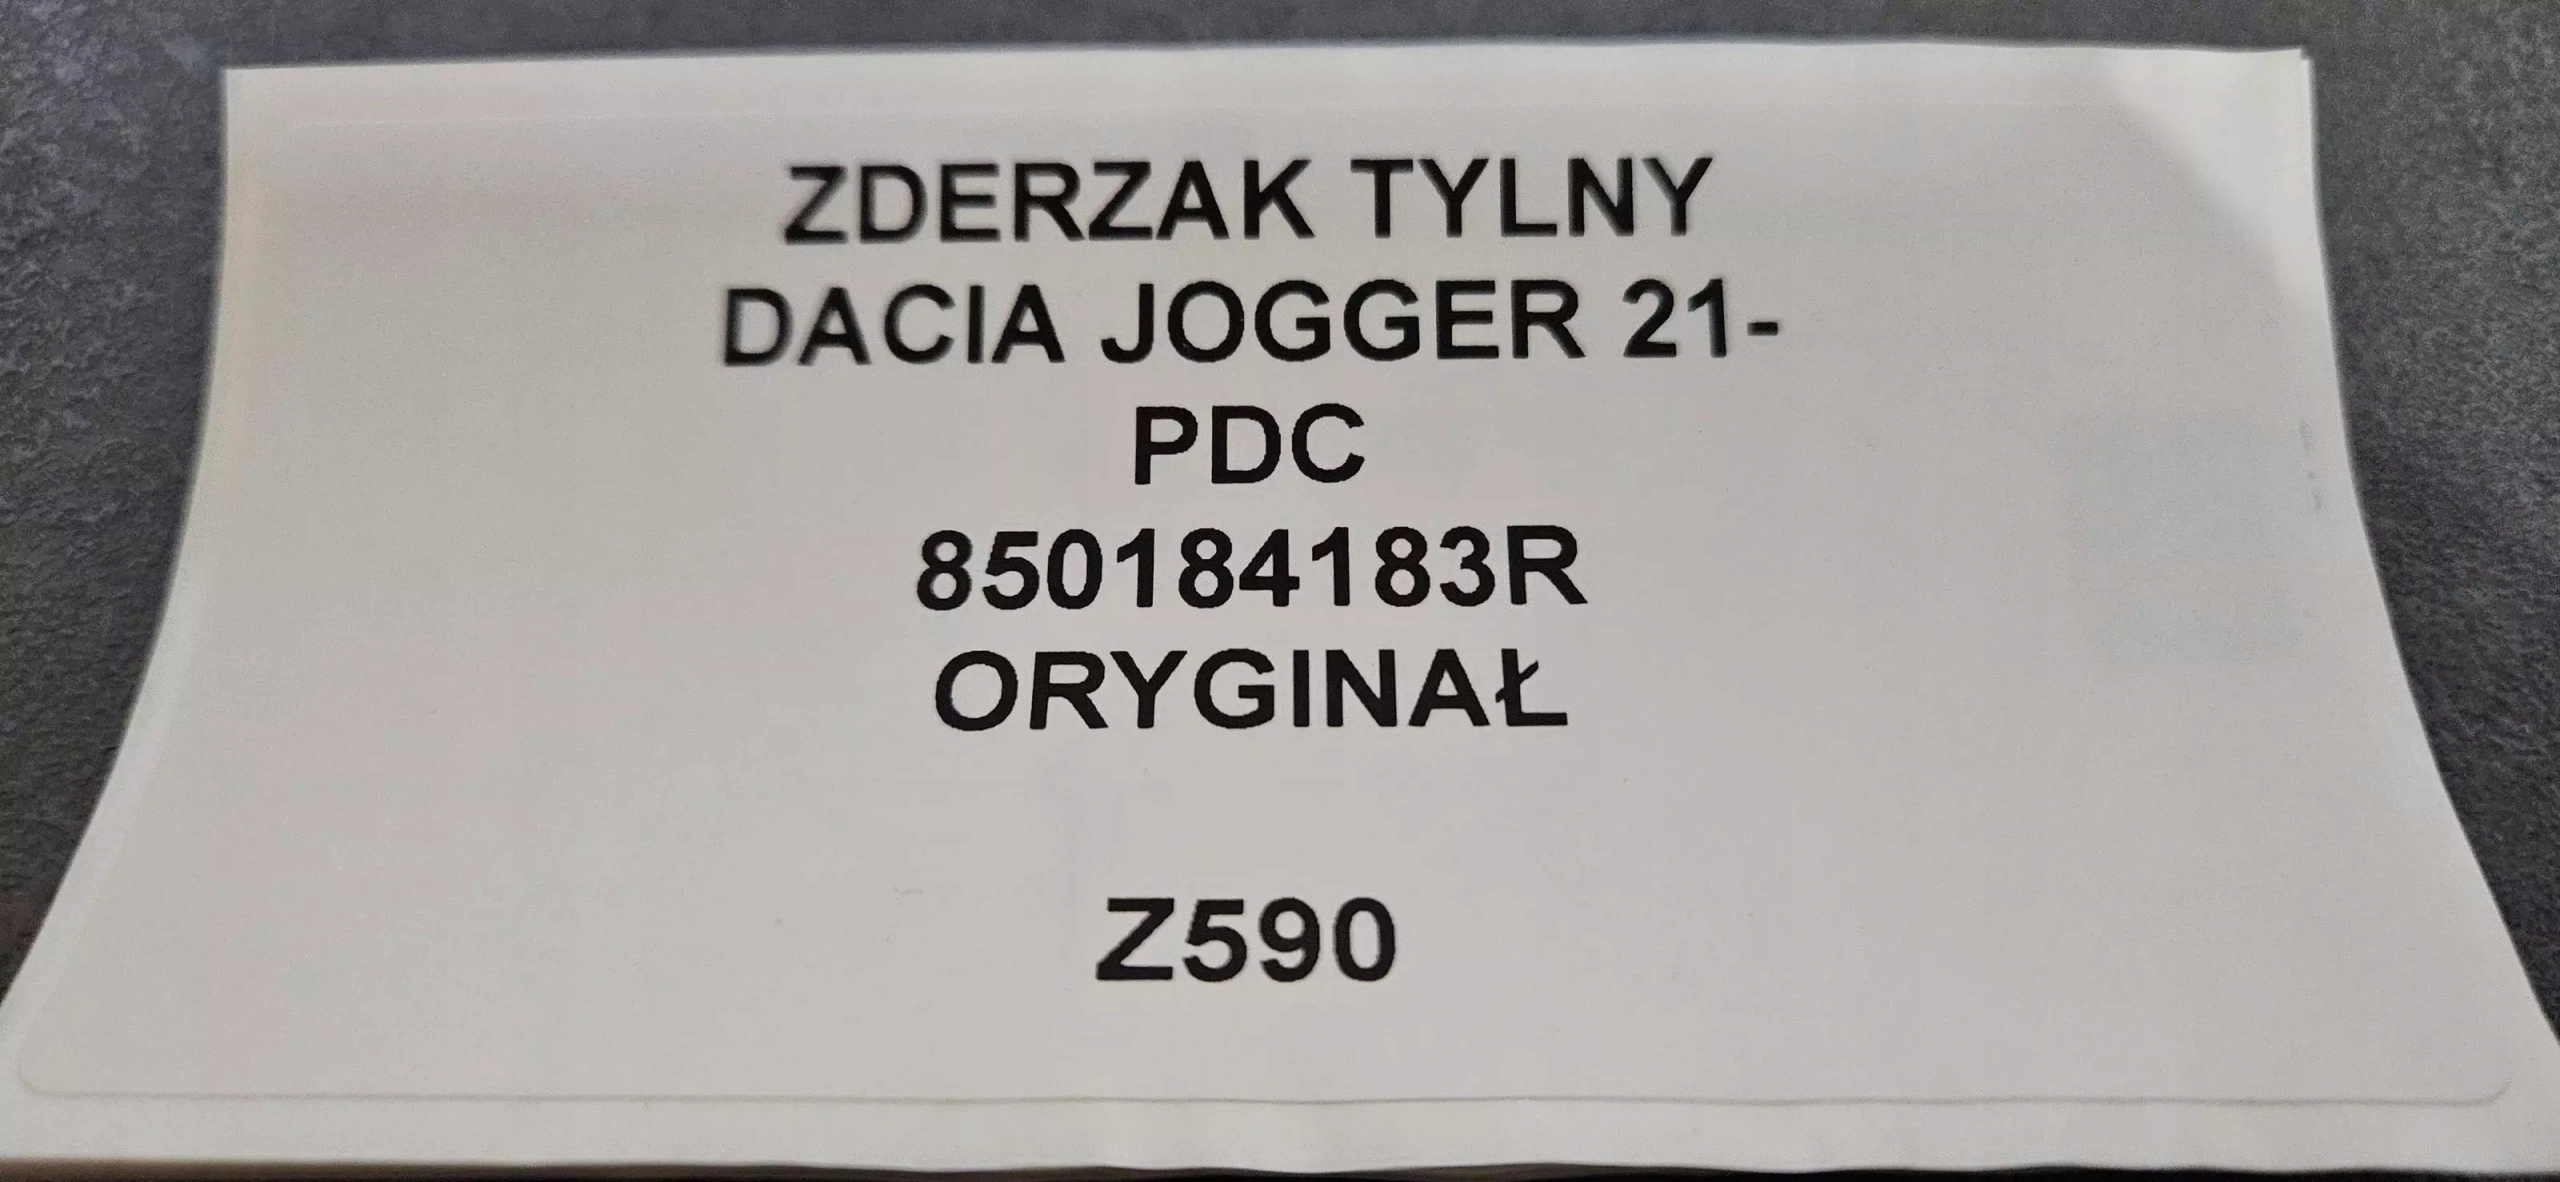 ZDERZAK TYLNY
DACIA JOGGER 21-
PDC
850184183R
ORYGINAŁ
Z590